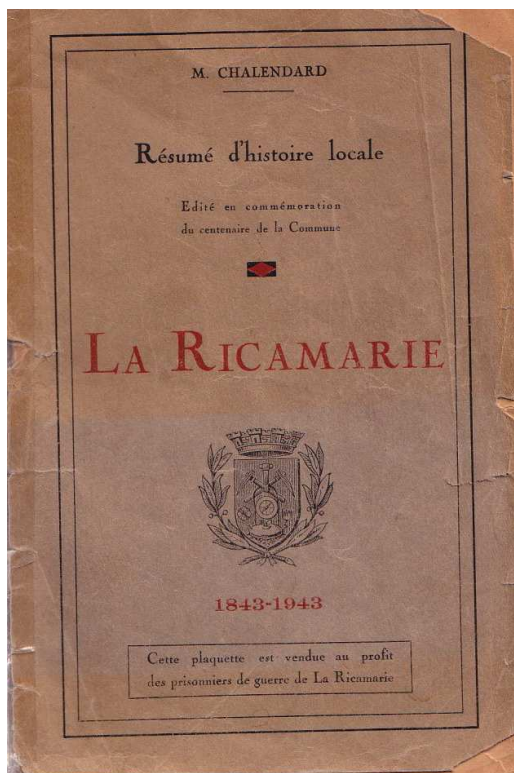 M. CHALENDARD
Résumé d'histoire locale
Edité en commémoration
du centenaire de la Commune
LA RICAMARIE
1843-1943
Cette plaquette est vendue au profit
des prisonniers de guerre de La Ricamarie